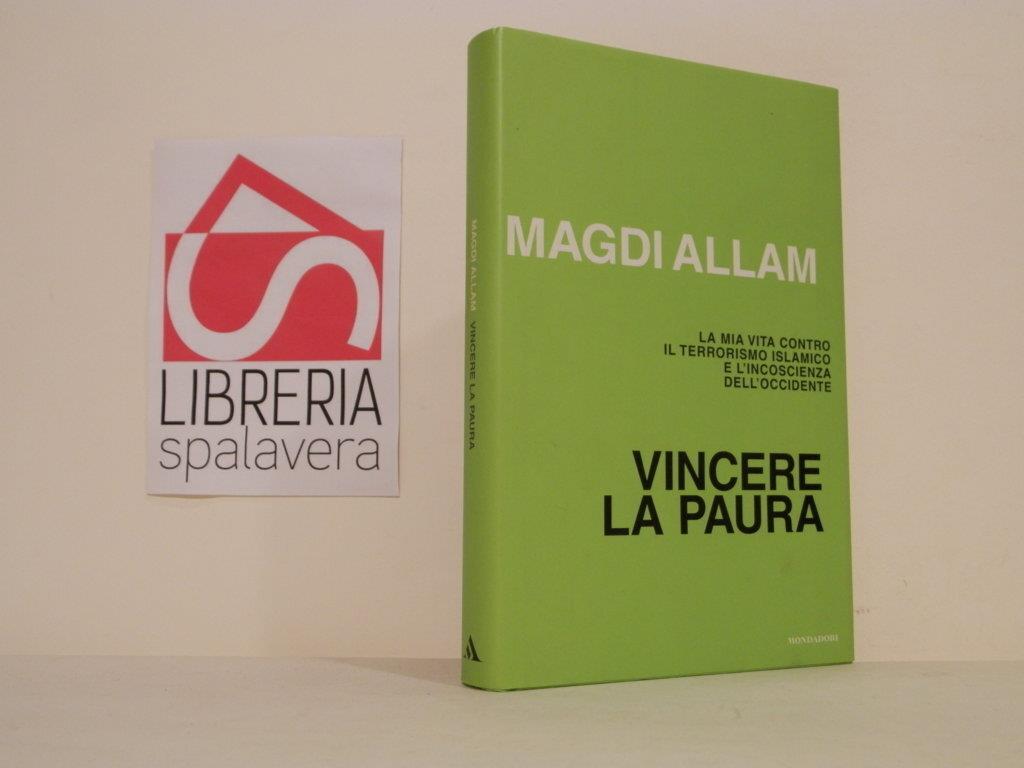 LIBRERIA
spalavera
MAGDI ALLAM VINCERE LA PAURA
MAGDI ALLAM
LA MIA VITA CONTRO
IL TERRORISMO ISLAMICO
E L'INCOSCIENZA
DELL'OCCIDENTE
VINCERE
LA PAURA
MONDADORI